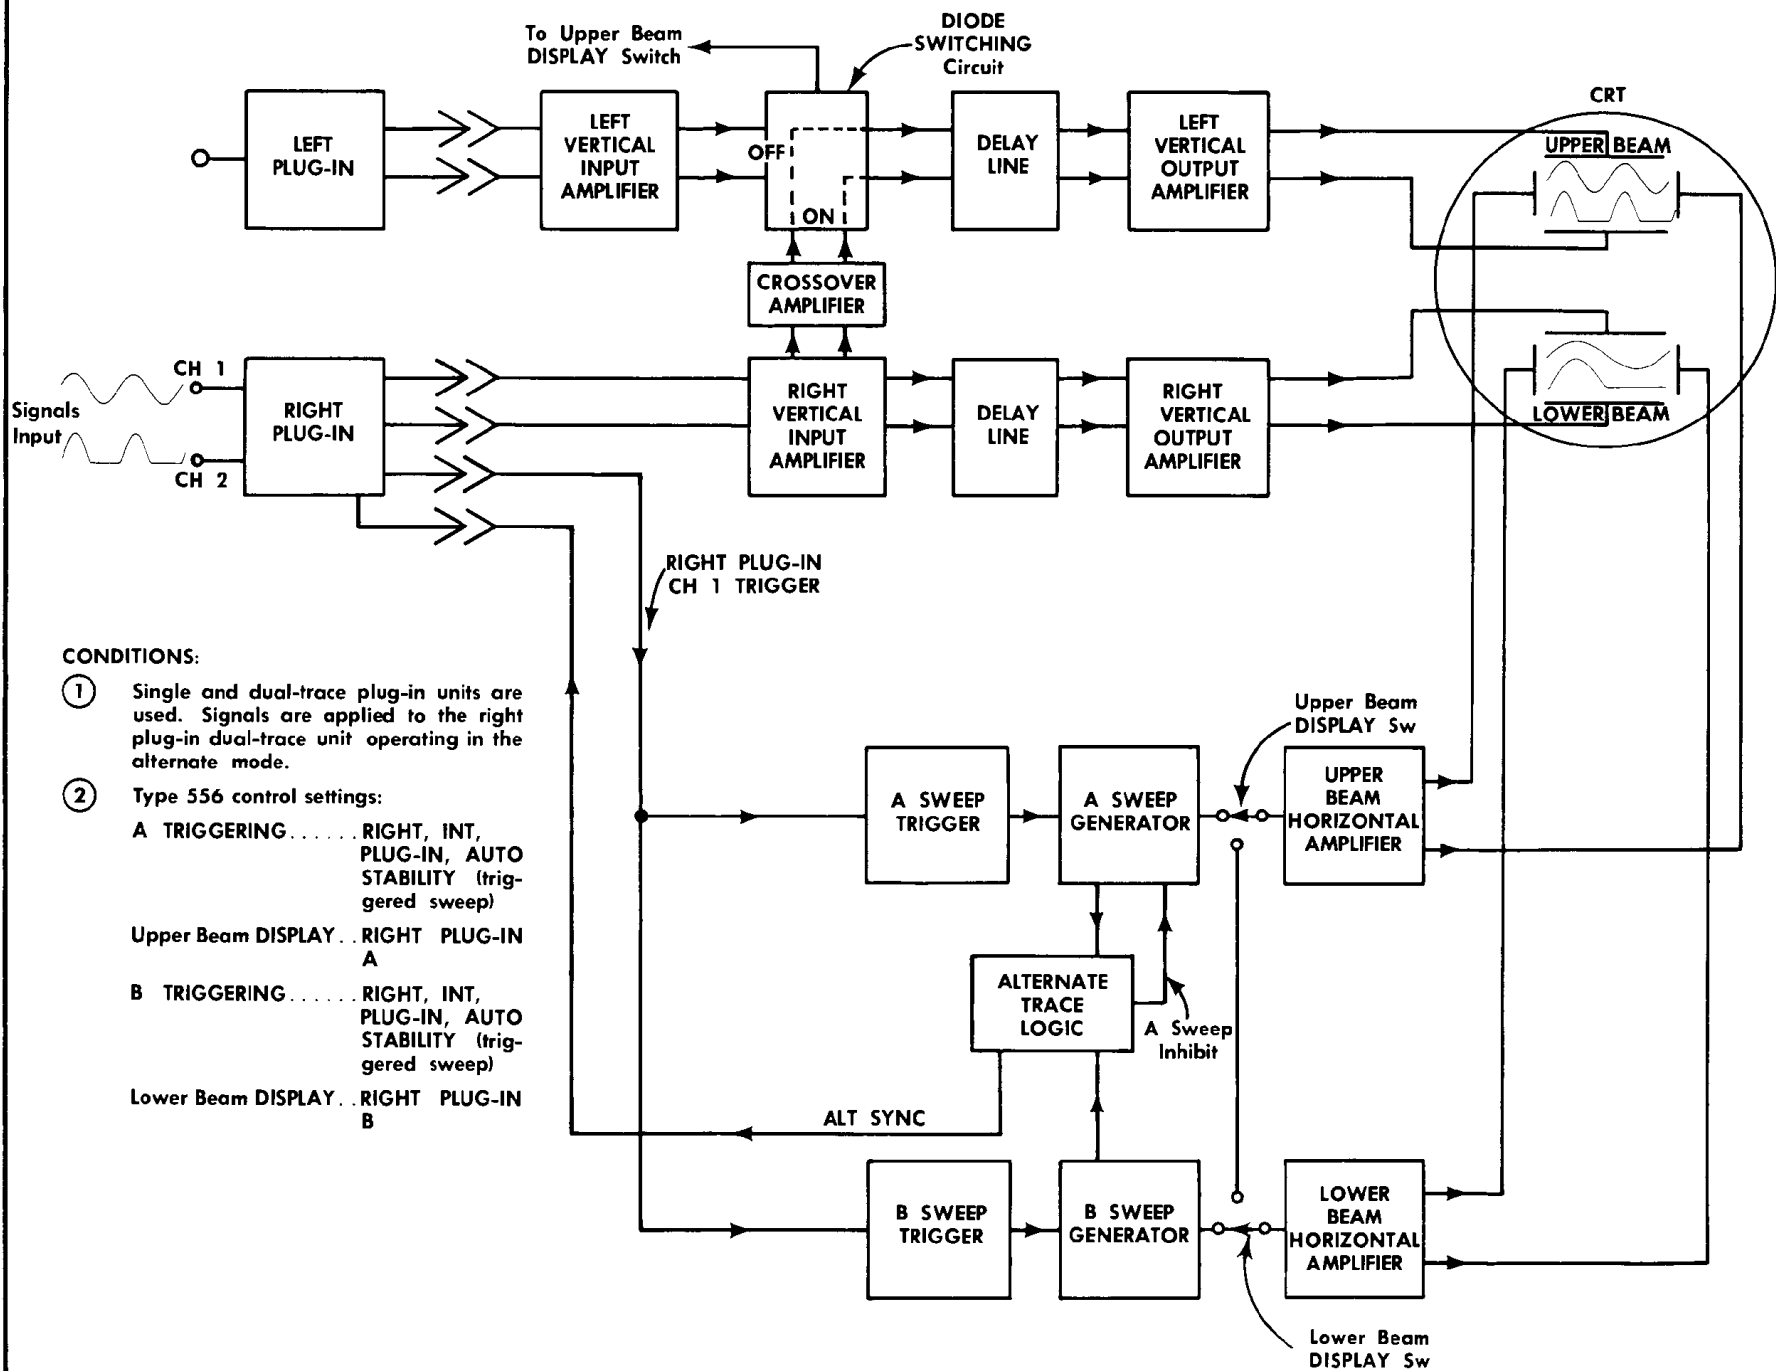 To Upper Beam
DISPLAY Switch
DIODE
SWITCHING
Circuit
CRT
LEFT
PLUG-IN
LEFT
VERTICAL
INPUT
AMPLIFIER
OFF
ON
DELAY
LINE
LEFT
VERTICAL
OUTPUT
AMPLIFIER
UPPER BEAM
CROSSOVER
AMPLIFIER
Signals
Input
CH 1
CH 2
RIGHT
PLUG-IN
RIGHT
VERTICAL
INPUT
AMPLIFIER
DELAY
LINE
RIGHT
VERTICAL
OUTPUT
AMPLIFIER
LOWER BEAM
RIGHT PLUG-IN
CH 1 TRIGGER
CONDITIONS:
1 Single and dual-trace plug-in units are
used. Signals are applied to the right
plug-in dual-trace unit operating in the
alternate mode.
2 Type 556 control settings:
A TRIGGERING......RIGHT, INT,
PLUG-IN, AUTO
STABILITY (trig-
gered sweep)
Upper Beam DISPLAY..RIGHT PLUG-IN
A
B TRIGGERING......RIGHT, INT,
PLUG-IN, AUTO
STABILITY (trig-
gered sweep)
Lower Beam DISPLAY..RIGHT PLUG-IN
B
A SWEEP
TRIGGER
A SWEEP
GENERATOR
Upper Beam
DISPLAY Sw
UPPER
BEAM
HORIZONTAL
AMPLIFIER
ALTERNATE
TRACE
LOGIC
A Sweep
Inhibit
ALT SYNC
B SWEEP
TRIGGER
B SWEEP
GENERATOR
LOWER
BEAM
HORIZONTAL
AMPLIFIER
Lower Beam
DISPLAY Sw